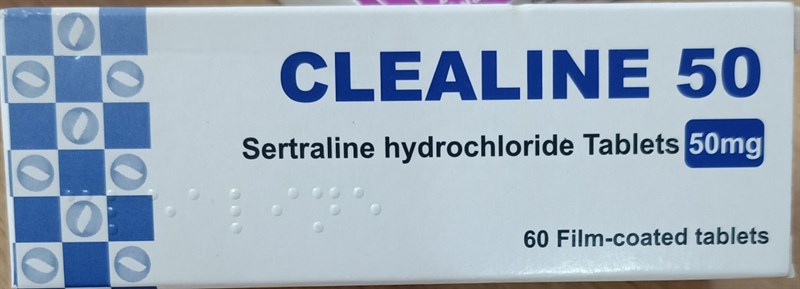 CLEALINE 50
Sertraline hydrochloride Tablets 50mg
60 Film-coated tablets